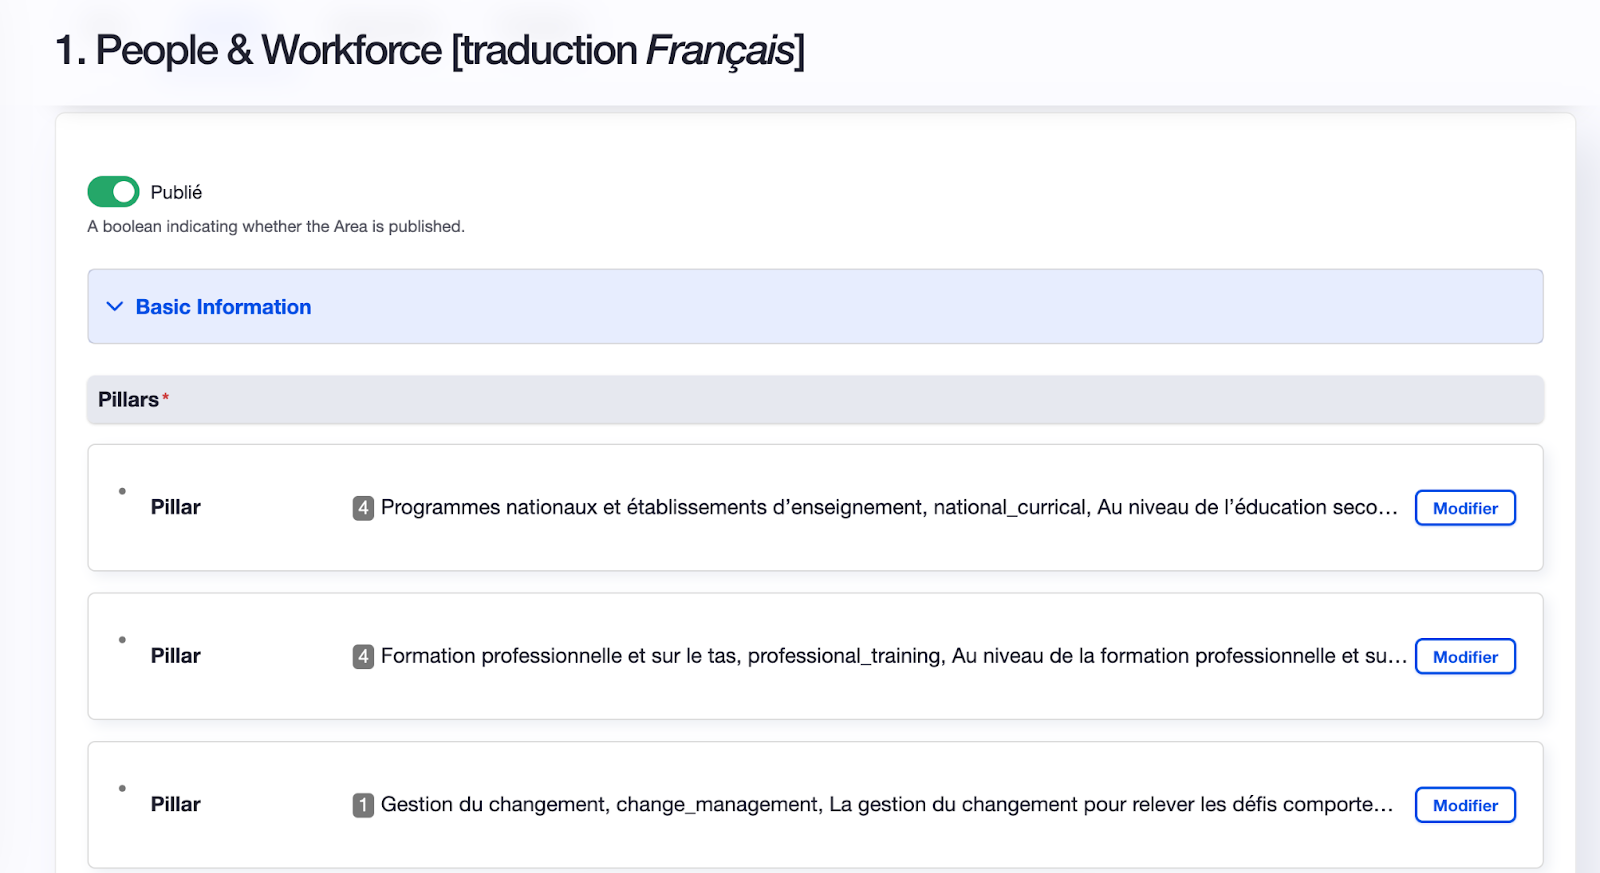 1. People & Workforce [traduction Français]
Publié
A boolean indicating whether the Area is published.
Basic Information
Pillars*
Pillar
4 Programmes nationaux et établissements d’enseignement, national_currical, Au niveau de l’éducation seco…
Modifier
Pillar
4 Formation professionnelle et sur le tas, professional_training, Au niveau de la formation professionnelle et su…
Modifier
Pillar
1 Gestion du changement, change_management, La gestion du changement pour relever les défis comporte…
Modifier